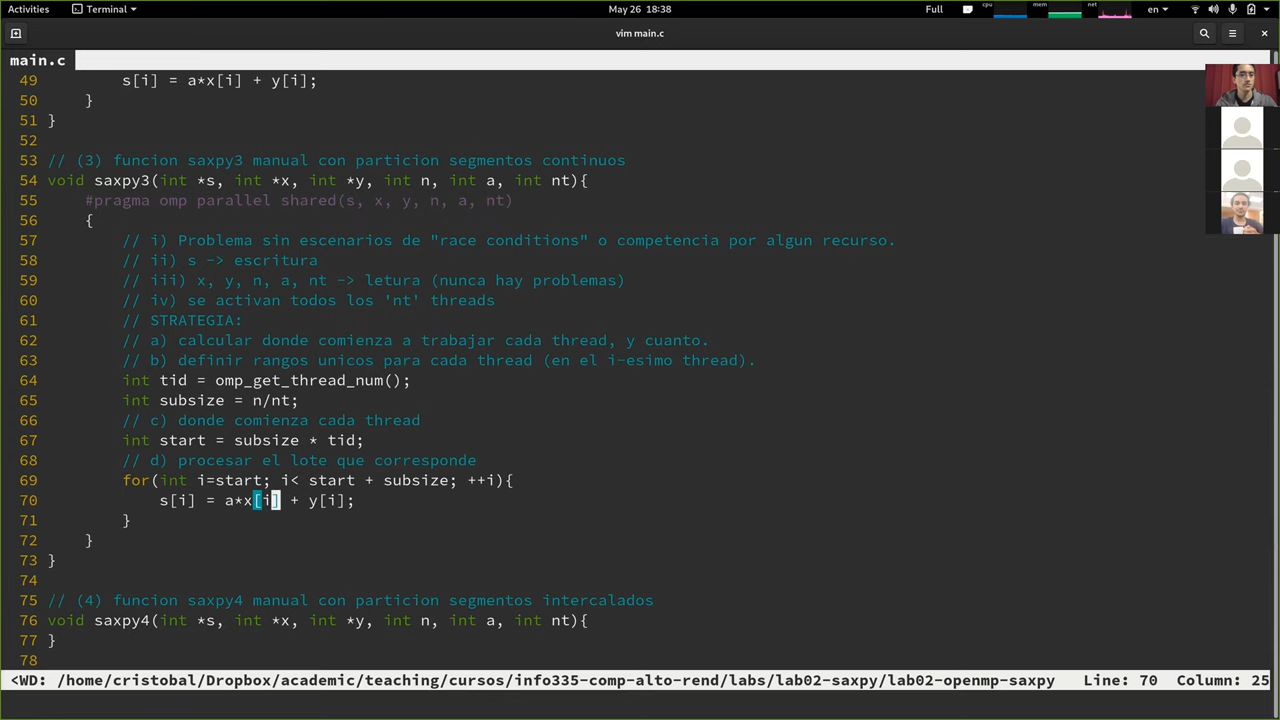 Activities Terminal May 26 18:38 Full cpu mem net en
vim main.c
main.c
49 s[i] = a*x[i] + y[i];
50 }
51 }
52
53 // (3) funcion saxpy3 manual con particion segmentos continuos
54 void saxpy3(int *s, int *x, int *y, int n, int a, int nt){
55 #pragma omp parallel shared(s, x, y, n, a, nt)
56 {
57 // i) Problema sin escenarios de "race conditions" o competencia por algun recurso.
58 // ii) s -> escritura
59 // iii) x, y, n, a, nt -> letura (nunca hay problemas)
60 // iv) se activan todos los 'nt' threads
61 // STRATEGIA:
62 // a) calcular donde comienza a trabajar cada thread, y cuanto.
63 // b) definir rangos unicos para cada thread (en el i-esimo thread).
64 int tid = omp_get_thread_num();
65 int subsize = n/nt;
66 // c) donde comienza cada thread
67 int start = subsize * tid;
68 // d) procesar el lote que corresponde
69 for(int i=start; i< start + subsize; ++i){
70 s[i] = a*x[i] + y[i];
71 }
72 }
73 }
74
75 // (4) funcion saxpy4 manual con particion segmentos intercalados
76 void saxpy4(int *s, int *x, int *y, int n, int a, int nt){
77 }
78
<WD: /home/cristobal/Dropbox/academic/teaching/cursos/info335-comp-alto-rend/labs/lab02-saxpy/lab02-openmp-saxpy Line: 70 Column: 25